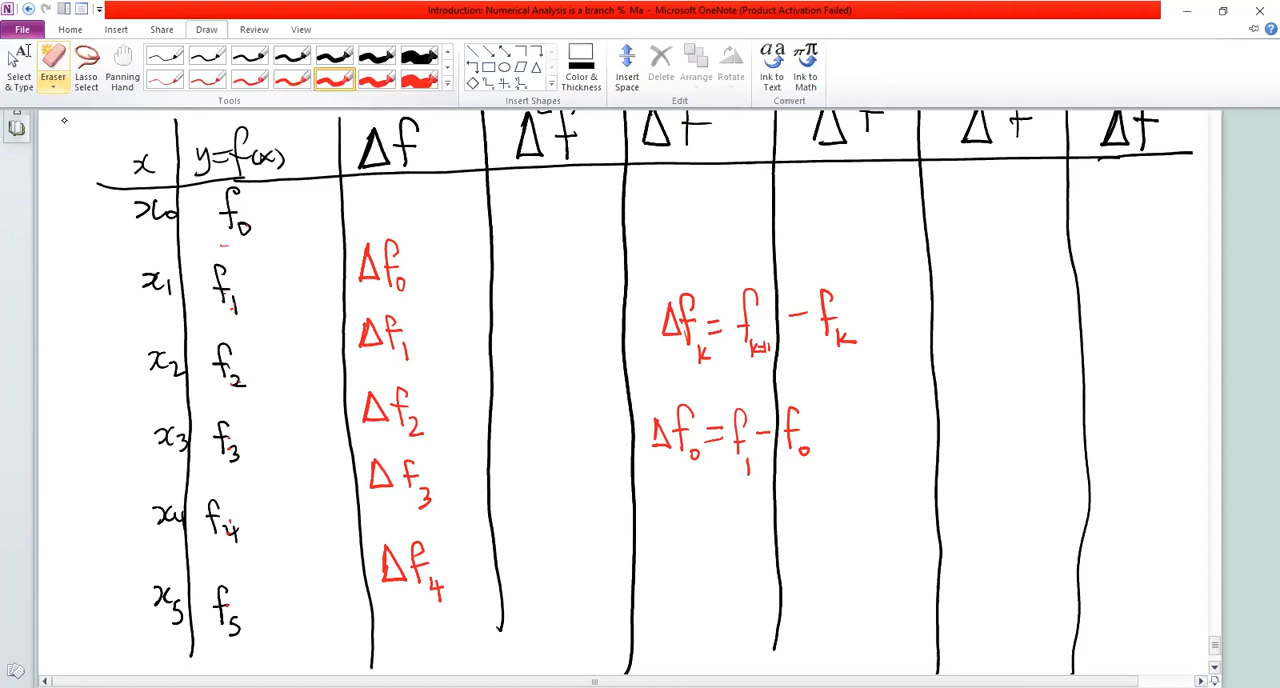 Introduction: Numerical Analysis is a branch % Ma - Microsoft OneNote (Product Activation Failed)
File Home Insert Share Draw Review View
Select & Type Eraser Lasso Select Panning Hand Color & Thickness Insert Space Delete Arrange Rotate Ink to Text Ink to Math
Tools Insert Shapes Edit Convert
x y=f(x) Δf Δf Δf Δf Δf Δf
x0 f0
Δf0
x1 f1
Δfk = fk+1 - fk
Δf1
x2 f2
Δf2
Δf0 = f1 - f0
x3 f3
Δf3
x4 f4
Δf4
x5 f5